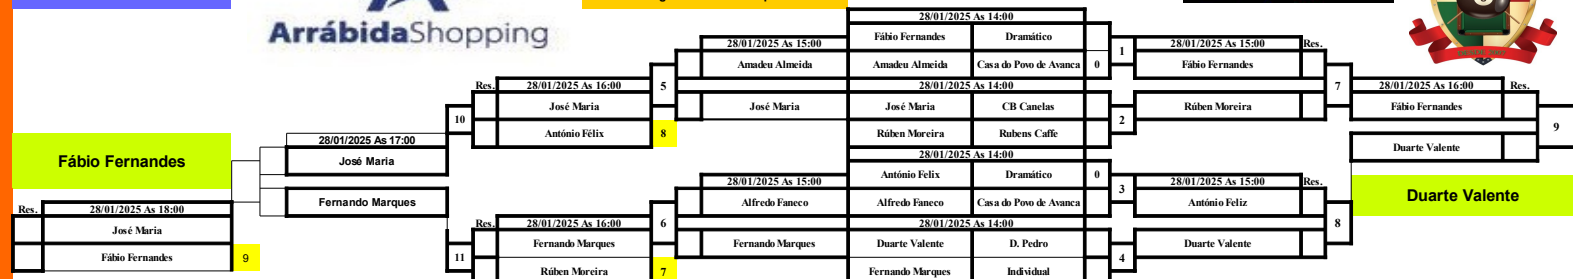 ArrábidaShopping
28/01/2025 As 14:00
28/01/2025 As 15:00 Fábio Fernandes Dramático 1 28/01/2025 As 15:00 Res.
Amadeu Almeida Amadeu Almeida Casa do Povo de Avanca 0 Fábio Fernandes
Res. 28/01/2025 As 16:00 5 28/01/2025 As 14:00 7 28/01/2025 As 16:00 Res.
José Maria José Maria José Maria CB Canelas Rúben Moreira Fábio Fernandes
10 2 9
António Félix 8 Rúben Moreira Rubens Caffe
28/01/2025 As 17:00 Duarte Valente
Fábio Fernandes José Maria 28/01/2025 As 14:00
António Felix Dramático 0
28/01/2025 As 15:00 3 28/01/2025 As 15:00 Res.
Fernando Marques Alfredo Faneco Alfredo Faneco Casa do Povo de Avanca António Feliz Duarte Valente
Res. 28/01/2025 As 18:00
Res. 28/01/2025 As 16:00 6 28/01/2025 As 14:00 8
José Maria
Fernando Marques Fernando Marques Duarte Valente D. Pedro Duarte Valente
Fábio Fernandes 9 11 4
Rúben Moreira 7 Fernando Marques Individual